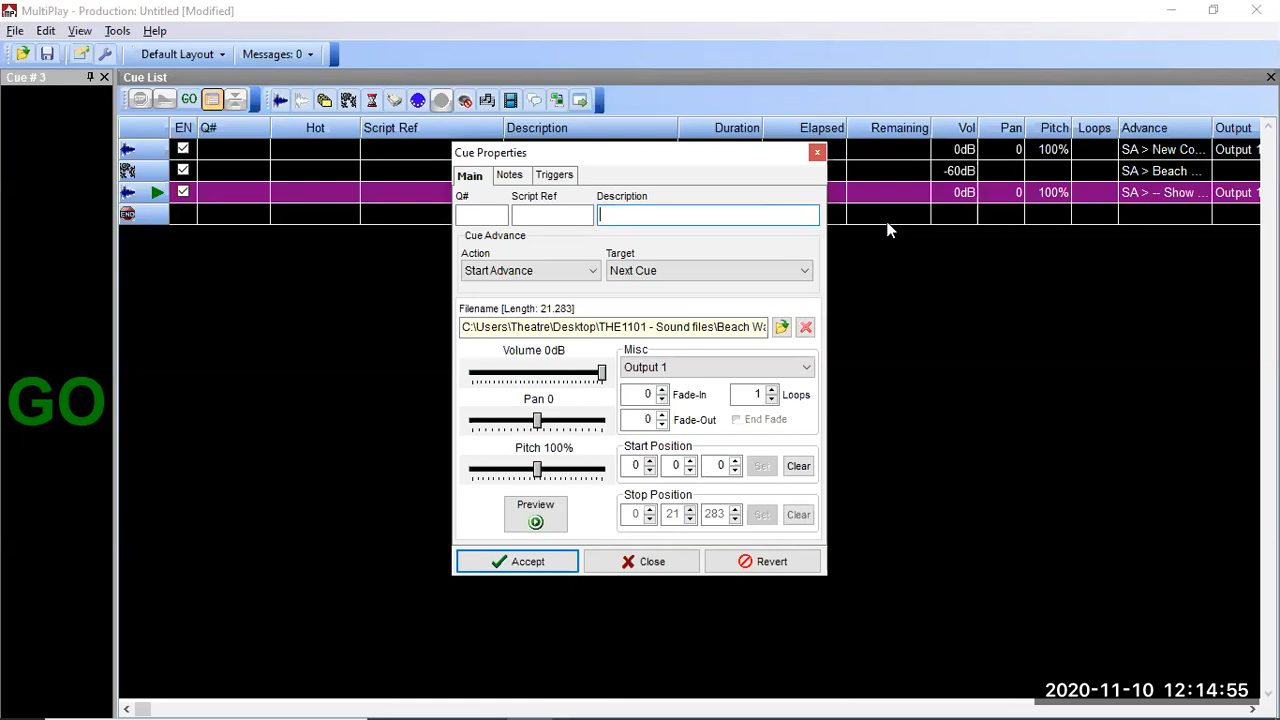 MultiPlay - Production: Untitled [Modified]
File Edit View Tools Help
Default Layout Messages: 0
Cue # 3 Cue List
GO
EN Q# Hot Script Ref Description Duration Elapsed Remaining Vol Pan Pitch Loops Advance Output
0dB 0 100% SA > New Co... Output 1
-60dB SA > Beach ...
0dB 0 100% SA > -- Show ... Output 1
END
GO
Cue Properties
Main Notes Triggers
Q# Script Ref Description
Cue Advance
Action Target
Start Advance Next Cue
Filename [Length: 21.283]
C:\Users\Theatre\Desktop\THE1101 - Sound files\Beach Wa
Volume 0dB Misc
Output 1
0 Fade-In 1 Loops
Pan 0
0 Fade-Out End Fade
Pitch 100% Start Position
0 0 0 Set Clear
Preview Stop Position
0 21 283 Set Clear
Accept Close Revert
2020-11-10 12:14:55